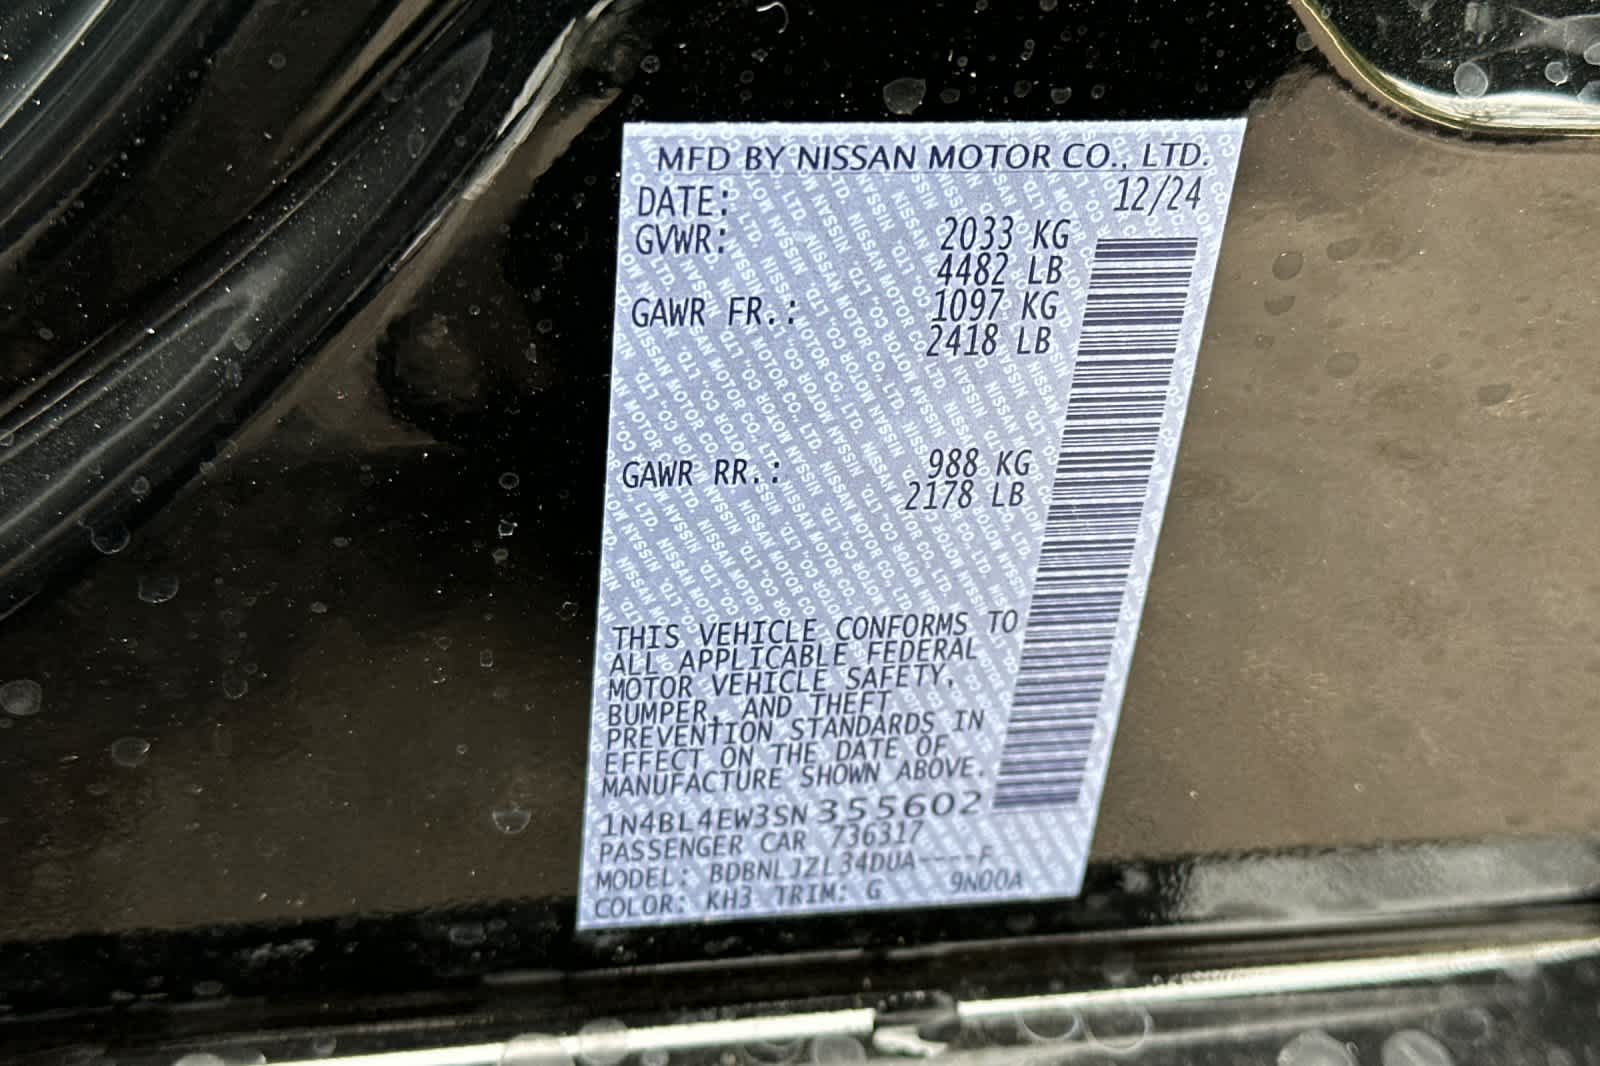 MFD BY NISSAN MOTOR CO., LTD.
DATE: 12/24
GVWR: 2033 KG
4482 LB
GAWR FR.: 1097 KG
2418 LB
GAWR RR.: 988 KG
2178 LB
THIS VEHICLE CONFORMS TO
ALL APPLICABLE FEDERAL
MOTOR VEHICLE SAFETY,
BUMPER, AND THEFT
PREVENTION STANDARDS IN
EFFECT ON THE DATE OF
MANUFACTURE SHOWN ABOVE.
1N4BL4EW3SN355602
PASSENGER CAR 736317
MODEL: BDBNLJZL34DUA----F
COLOR: KH3 TRIM: G 9N00A